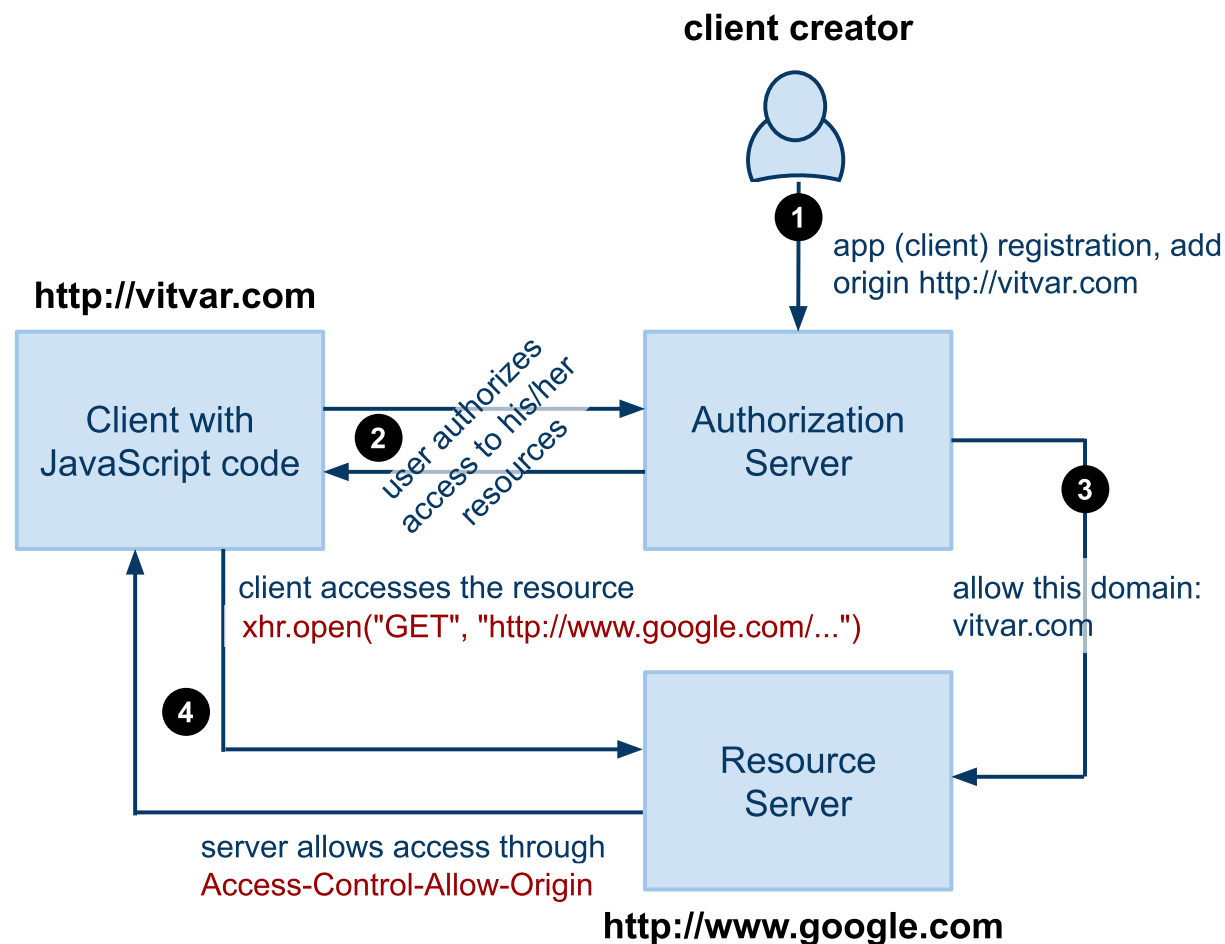 client creator
1
app (client) registration, add
origin http://vitvar.com
http://vitvar.com
Client with
JavaScript code
2
user authorizes
access to his/her
resources
Authorization
Server
3
client accesses the resource
xhr.open("GET", "http://www.google.com/...")
allow this domain:
vitvar.com
4
Resource
Server
server allows access through
Access-Control-Allow-Origin
http://www.google.com